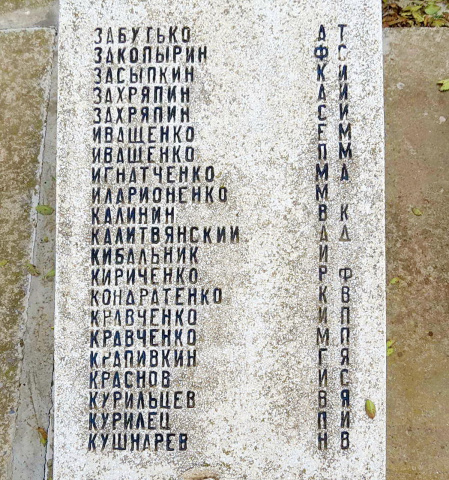 ЗАБУТЬКО А Т
ЗАКОПЫРИН Ф С
ЗАСЫПКИН К И
ЗАХРЯПИН А И
ЗАХРЯПИН С И
ИВАЩЕНКО Е М
ИВАЩЕНКО П М
ИГНАТЧЕНКО М А
ИЛАРИОНЕНКО М
КАЛИНИН В К
КАЛИТВЯНСКИЙ Д Д
КИБАЛЬНИК И
КИРИЧЕНКО Р Ф
КОНДРАТЕНКО К В
КРАВЧЕНКО И П
КРАВЧЕНКО М П
КРАПИВКИН Г Я
КРАСНОВ И С
КУРИЛЬЦЕВ В Я
КУРИЛЕЦ П И
КУШНАРЕВ Н В